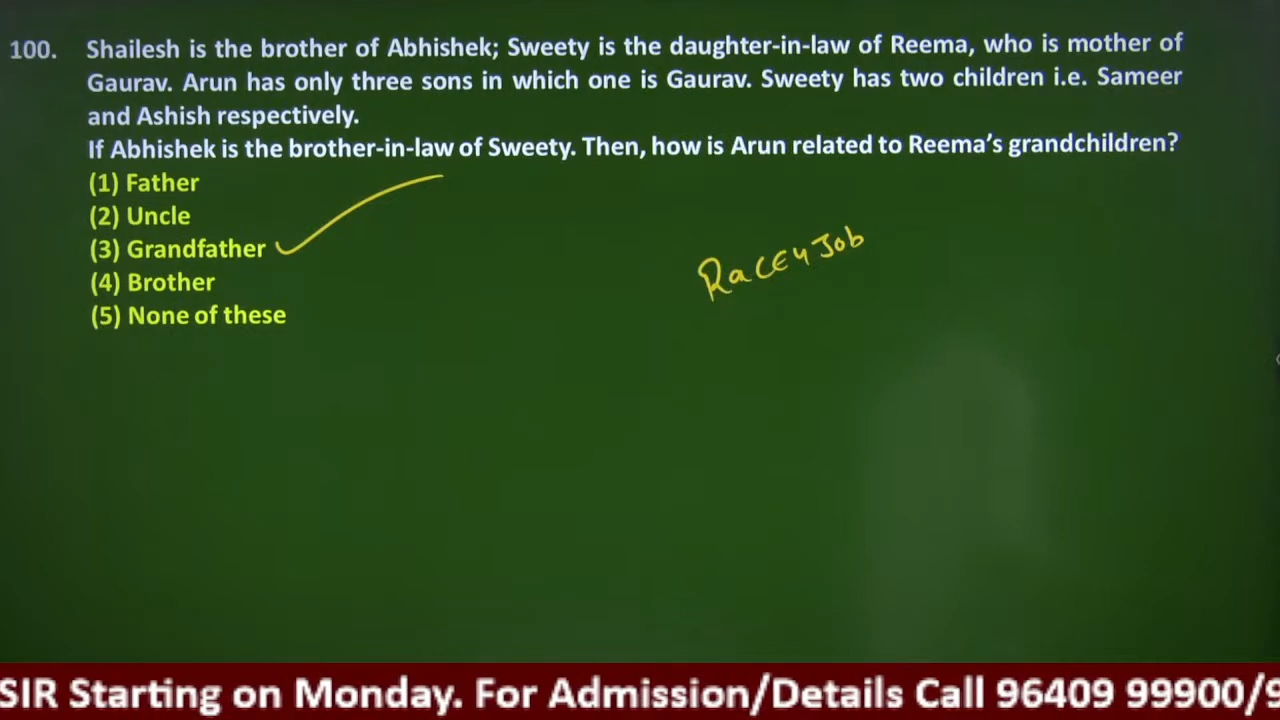 100. Shailesh is the brother of Abhishek; Sweety is the daughter-in-law of Reema, who is mother of
Gaurav. Arun has only three sons in which one is Gaurav. Sweety has two children i.e. Sameer
and Ashish respectively.
If Abhishek is the brother-in-law of Sweety. Then, how is Arun related to Reema's grandchildren?
(1) Father
(2) Uncle
(3) Grandfather
(4) Brother
(5) None of these
Race4Job
SIR Starting on Monday. For Admission/Details Call 96409 99900/9